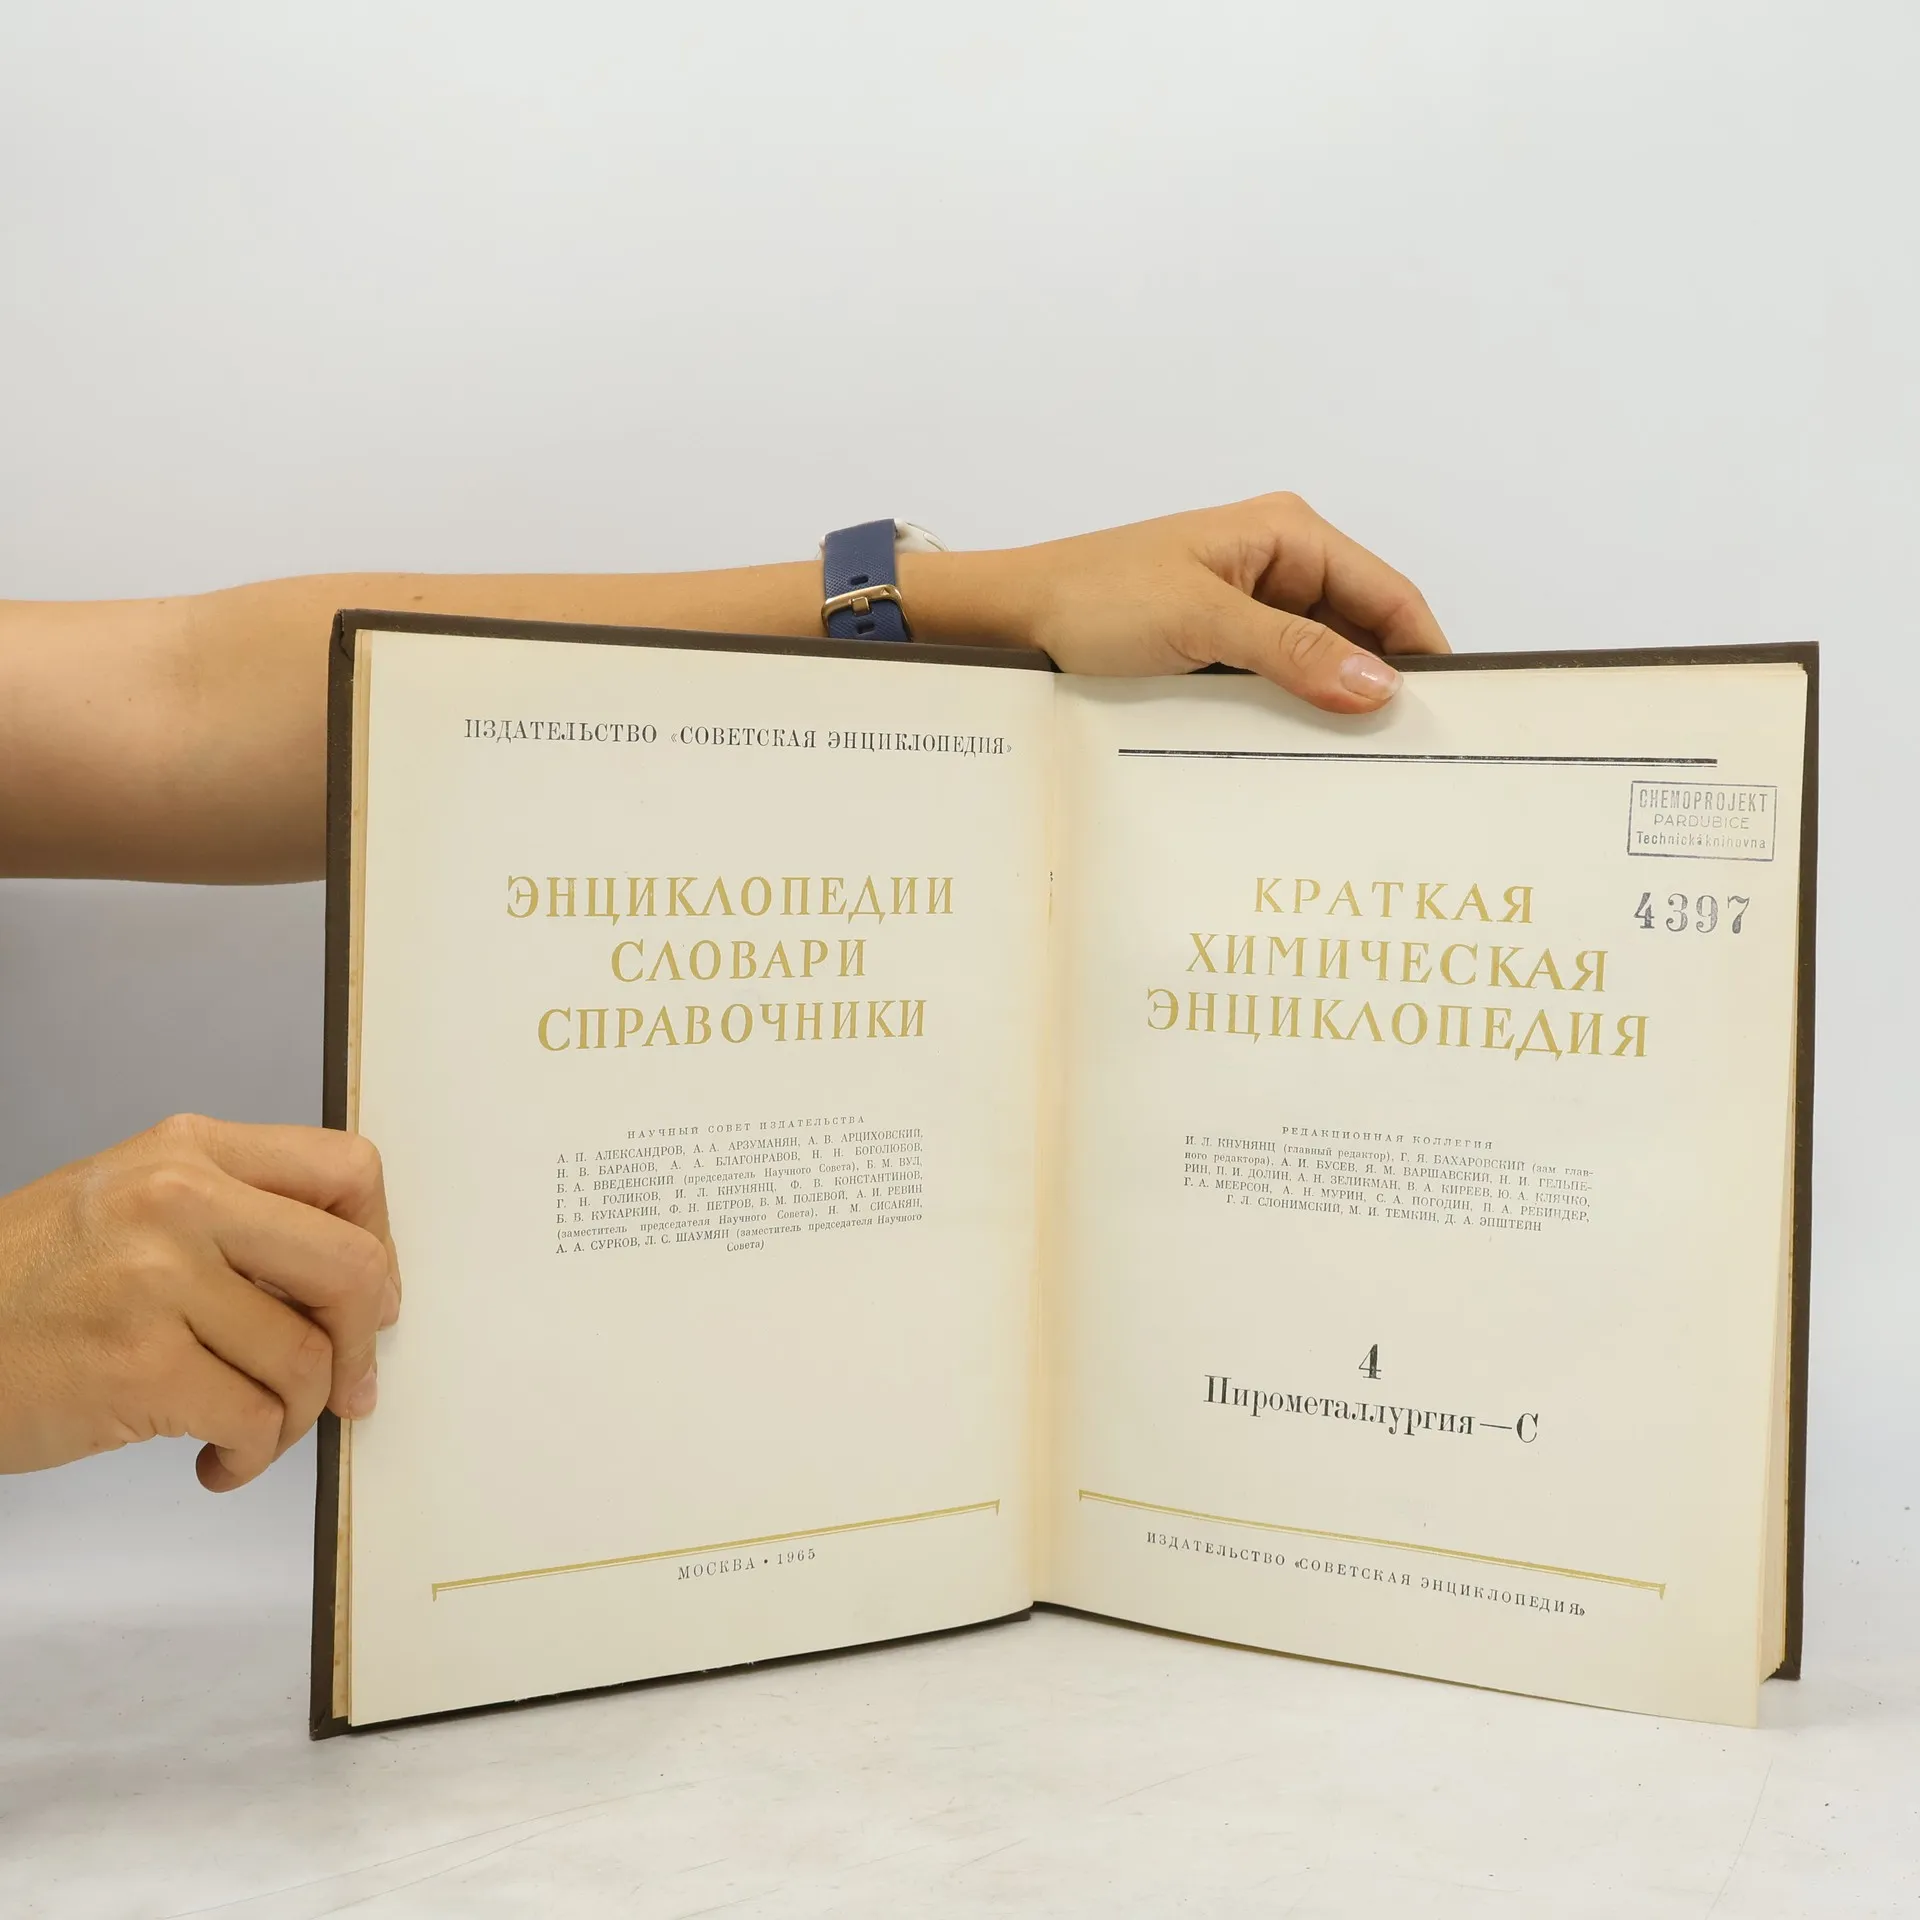 ИЗДАТЕЛЬСТВО «СОВЕТСКАЯ ЭНЦИКЛОПЕДИЯ»
ЭНЦИКЛОПЕДИИ
СЛОВАРИ
СПРАВОЧНИКИ
НАУЧНЫЙ СОВЕТ ИЗДАТЕЛЬСТВА
А. П. АЛЕКСАНДРОВ, А. А. АРЗУМАНЯН, А. В. АРЦИХОВСКИЙ,
Н. В. БАРАНОВ, А. А. БЛАГОНРАВОВ, Н. Н. БОГОЛЮБОВ,
Б. А. ВВЕДЕНСКИЙ (председатель Научного Совета), Б. М. ВУЛ,
Г. Н. ГОЛИКОВ, И. Л. КНУНЯНЦ, Ф. В. КОНСТАНТИНОВ,
Б. В. КУКАРКИН, Ф. Н. ПЕТРОВ, В. М. ПОЛЕВОЙ, А. И. РЕВИН
(заместитель председателя Научного Совета), Н. М. СИСАКЯН,
А. А. СУРКОВ, Л. С. ШАУМЯН (заместитель председателя Научного
Совета)
МОСКВА • 1965
CHEMOPROJEKT
PARDUBICE
Technická knihovna
4397
КРАТКАЯ
ХИМИЧЕСКАЯ
ЭНЦИКЛОПЕДИЯ
РЕДАКЦИОННАЯ КОЛЛЕГИЯ
И. Л. КНУНЯНЦ (главный редактор), Г. Я. БАХАРОВСКИЙ (зам глав-
ного редактора), А. И. БУСЕВ, Я. М. ВАРШАВСКИЙ, Н. И. ГЕЛЬПЕ-
РИН, П. И. ДОЛИН, А. Н. ЗЕЛИКМАН, В. А. КИРЕЕВ, Ю. А. КЛЯЧКО,
Г. А. МЕЕРСОН, А. Н. МУРИН, С. А. ПОГОДИН, П. А. РЕБИНДЕР,
Г. Л. СЛОНИМСКИЙ, М. И. ТЕМКИН, Д. А. ЭПШТЕЙН
4
Пирометаллургия—С
ИЗДАТЕЛЬСТВО «СОВЕТСКАЯ ЭНЦИКЛОПЕДИЯ»